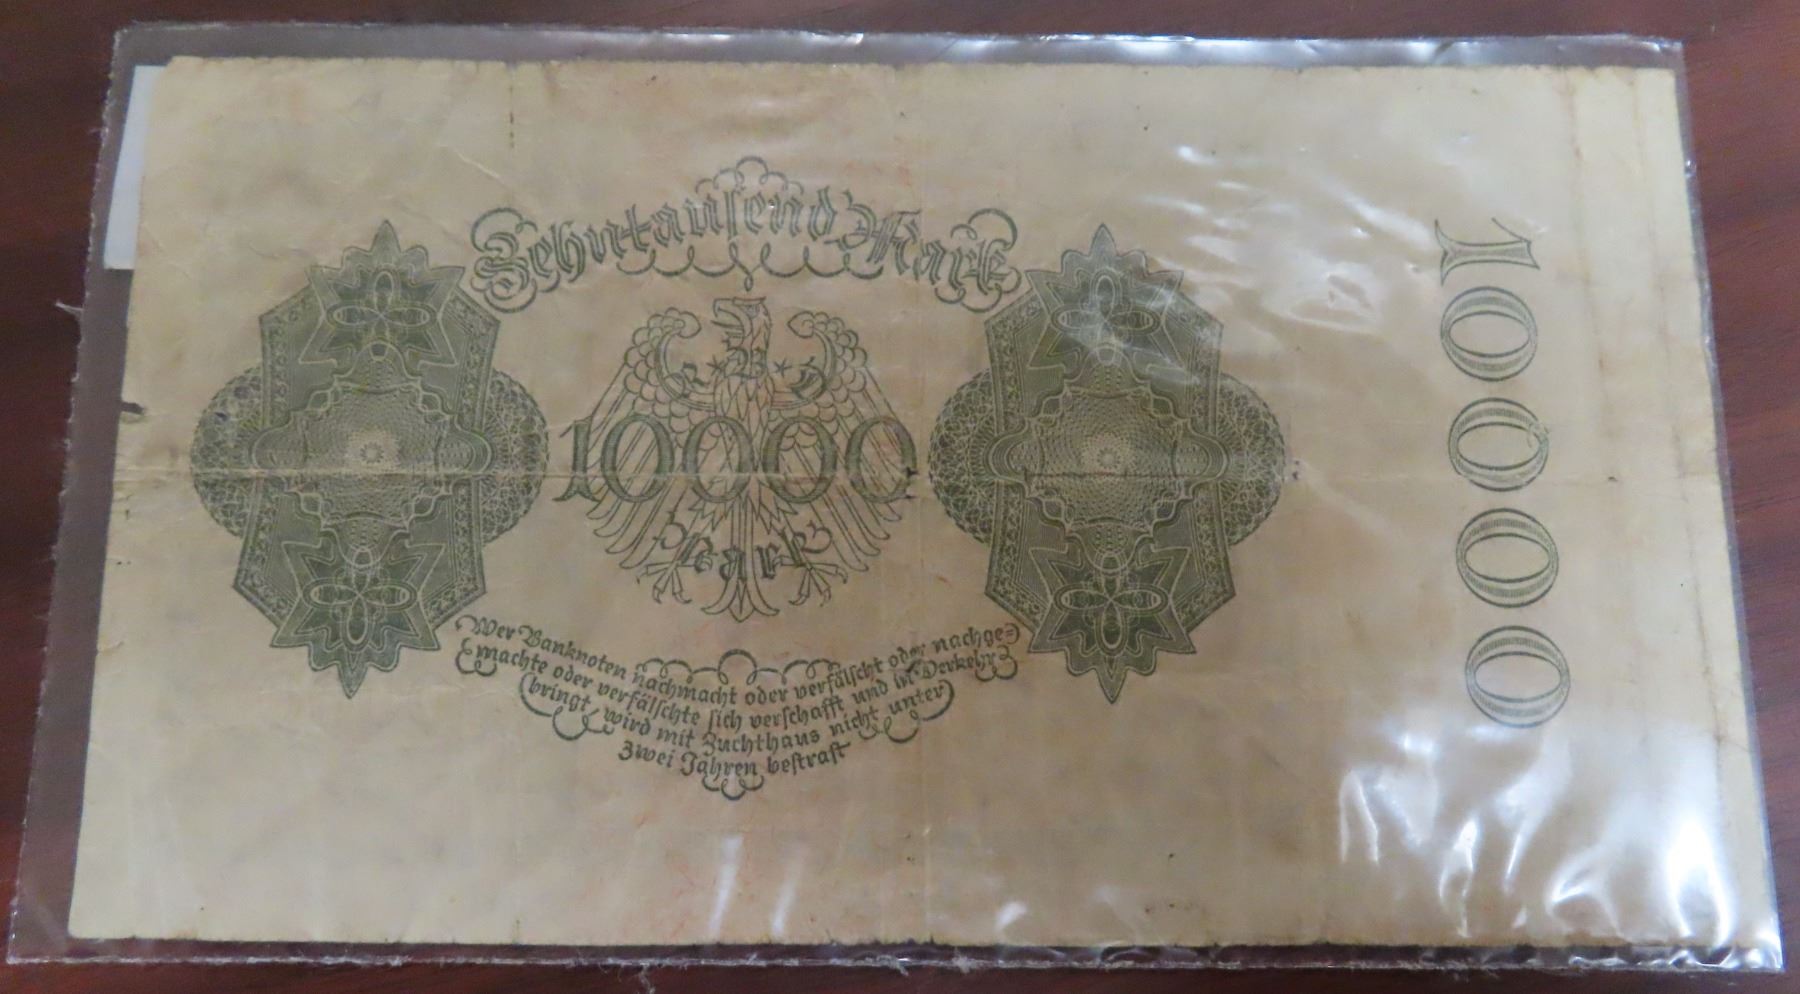 Zehntausend Mark
10000
Mark
Wer Banknoten nachmacht oder verfälscht oder nachge=
machte oder verfälschte sich verschafft und in Verkehr
bringt, wird mit Zuchthaus nicht unter
zwei Jahren bestraft
10000